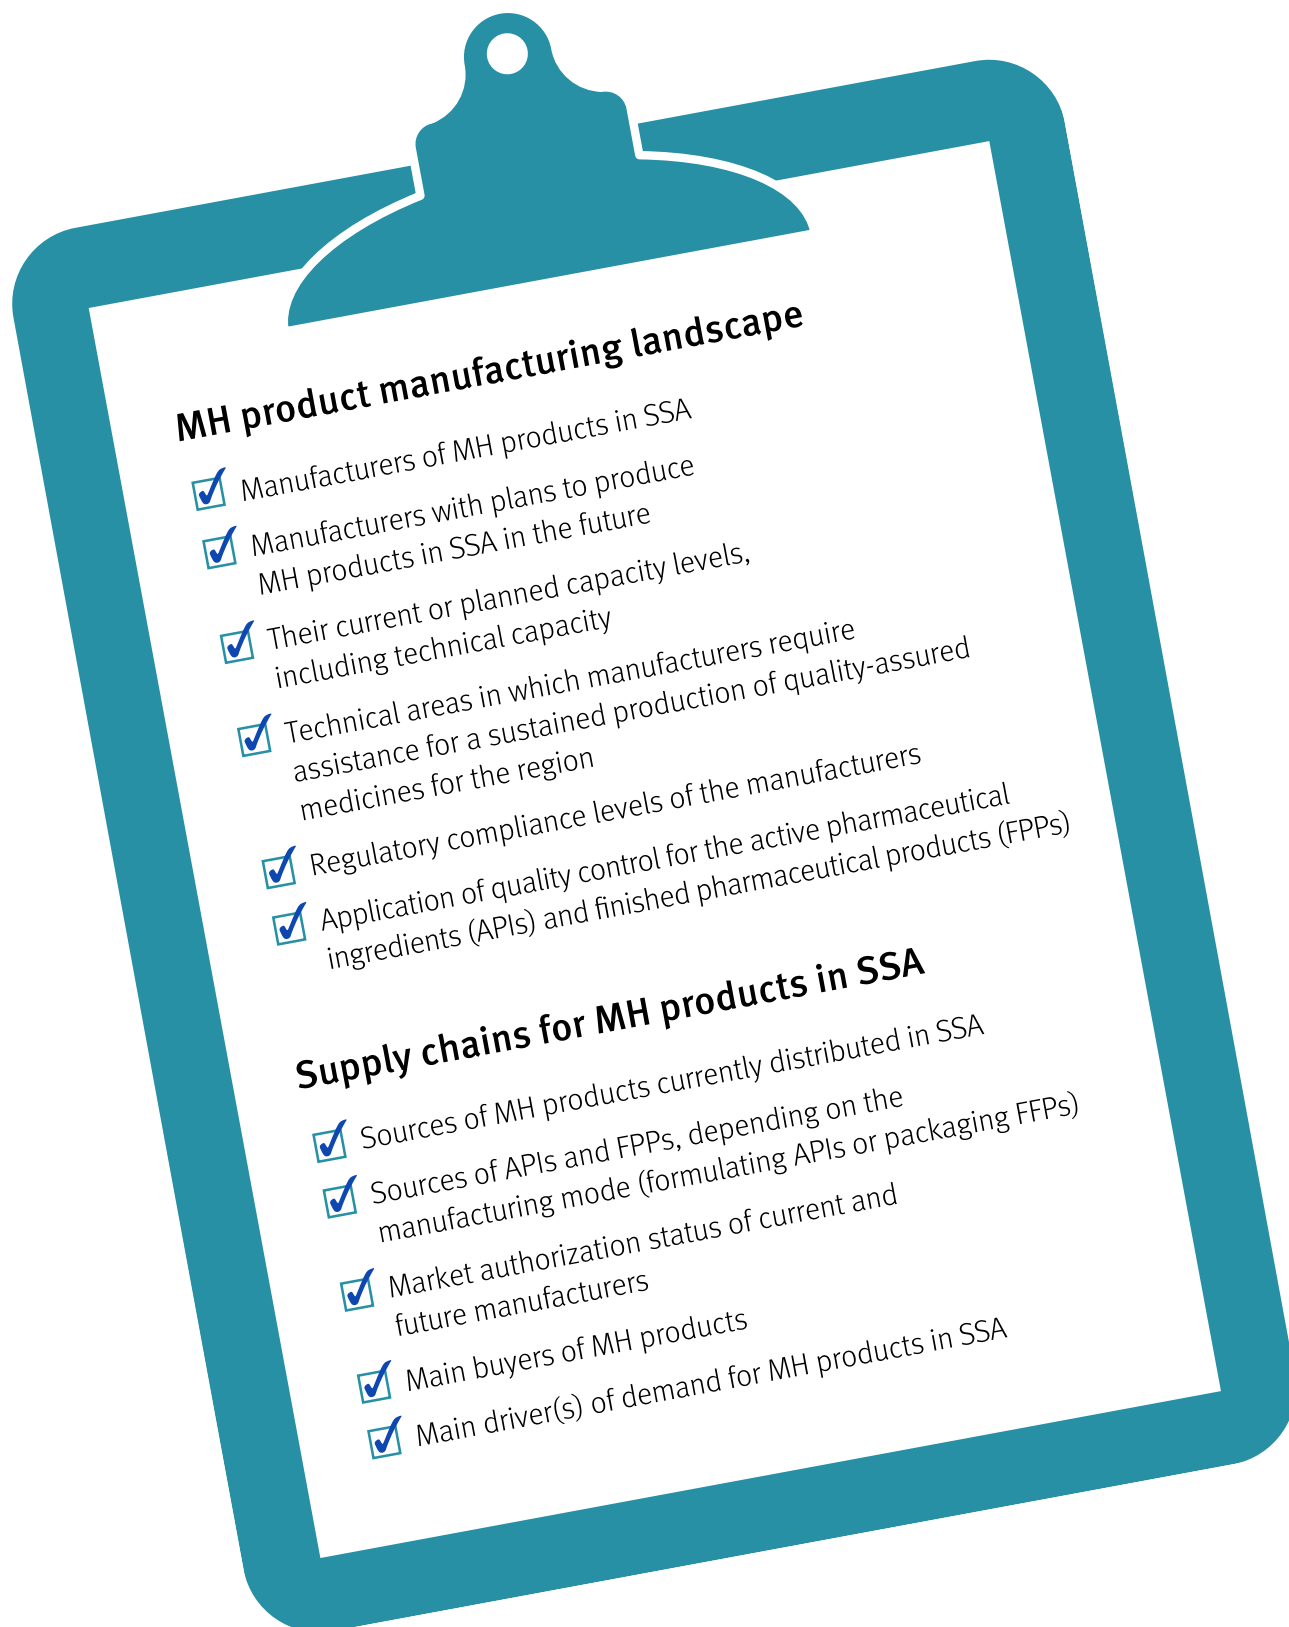 MH product manufacturing landscape
Manufacturers of MH products in SSA
Manufacturers with plans to produce
MH products in SSA in the future
Their current or planned capacity levels,
including technical capacity
Technical areas in which manufacturers require
assistance for a sustained production of quality-assured
medicines for the region
Regulatory compliance levels of the manufacturers
Application of quality control for the active pharmaceutical
ingredients (APIs) and finished pharmaceutical products (FPPs)
Supply chains for MH products in SSA
Sources of MH products currently distributed in SSA
Sources of APIs and FPPs, depending on the
manufacturing mode (formulating APIs or packaging FFPs)
Market authorization status of current and
future manufacturers
Main buyers of MH products
Main driver(s) of demand for MH products in SSA